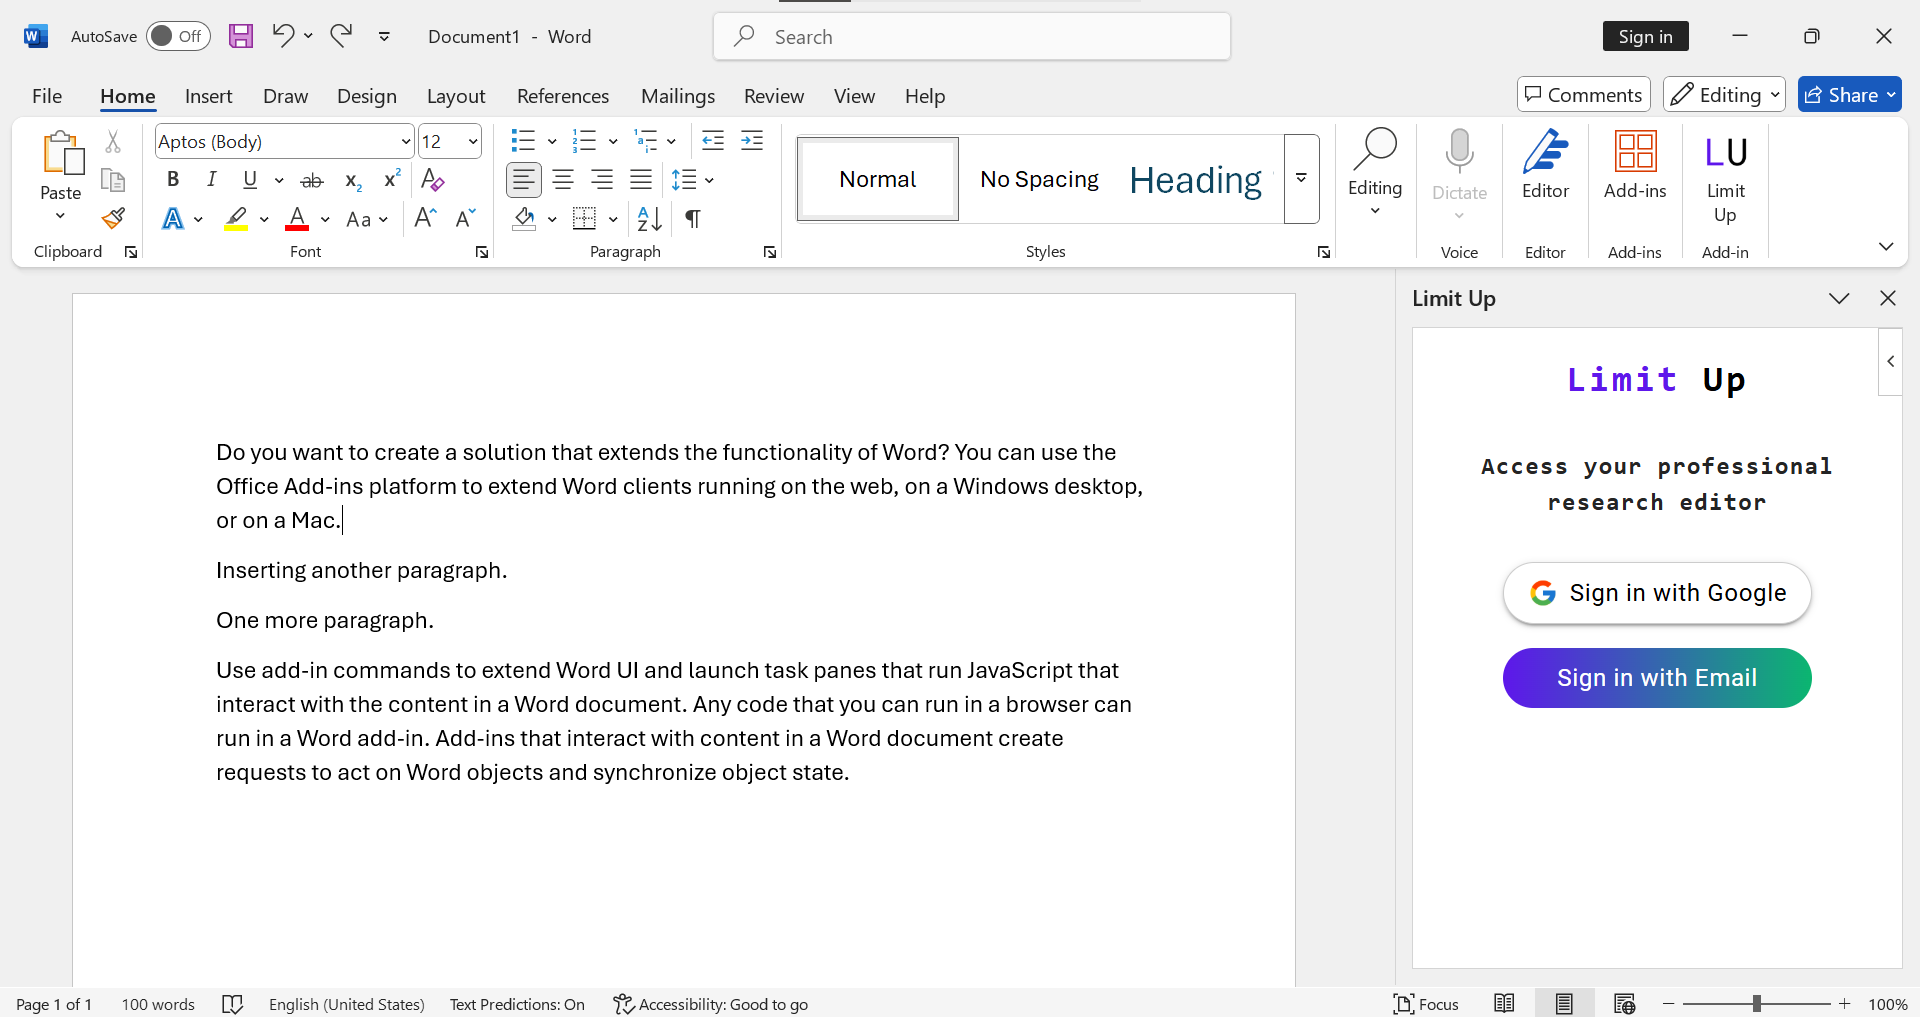 AutoSave Off Document1 - Word Search Sign in
File Home Insert Draw Design Layout References Mailings Review View Help Comments Editing Share
Aptos (Body) 12
Paste
B I U ab x₂ x²
A A Aa A A
A Z ¶
Normal No Spacing Heading
Editing Dictate Editor Add-ins LU Limit Up
Clipboard Font Paragraph Styles Voice Editor Add-ins Add-in
Limit Up
Limit Up
Access your professional
research editor
Sign in with Google
Sign in with Email
Do you want to create a solution that extends the functionality of Word? You can use the
Office Add-ins platform to extend Word clients running on the web, on a Windows desktop,
or on a Mac.
Inserting another paragraph.
One more paragraph.
Use add-in commands to extend Word UI and launch task panes that run JavaScript that
interact with the content in a Word document. Any code that you can run in a browser can
run in a Word add-in. Add-ins that interact with content in a Word document create
requests to act on Word objects and synchronize object state.
Page 1 of 1 100 words English (United States) Text Predictions: On Accessibility: Good to go Focus 100%